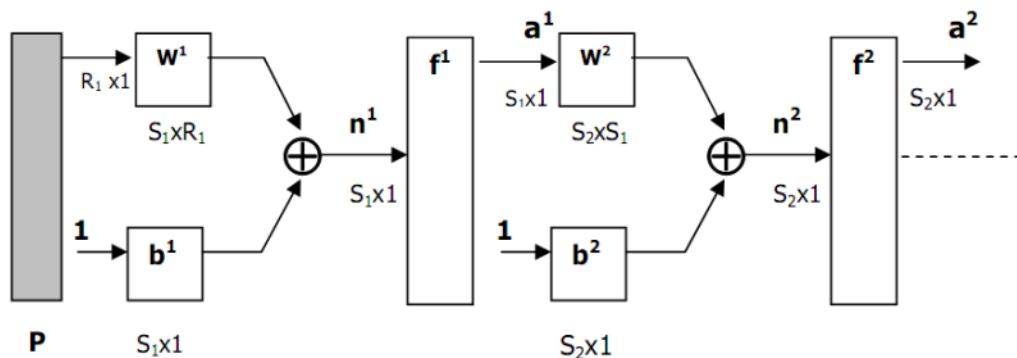 a¹ a²
W¹ f¹ W² f²
R₁ x1 S₁x1 S₂x1
S₁xR₁ n¹ S₂xS₁ n²
S₁x1 S₂x1
1 b¹ 1 b²
P S₁x1 S₂x1